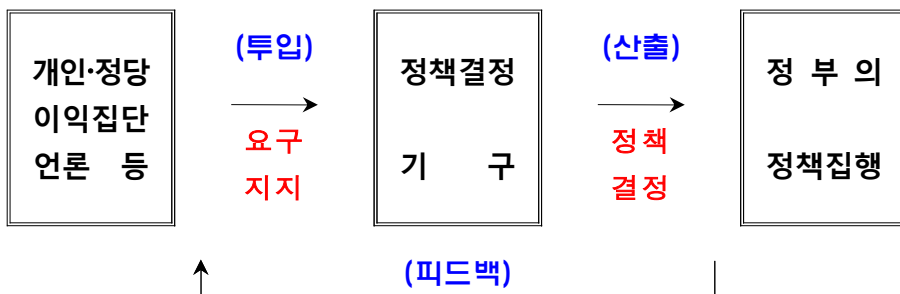 개인·정당
이익집단
언론 등
(투입)
요구
지지
정책결정
기 구
(산출)
정책
결정
정 부 의
정책집행
(피드백)